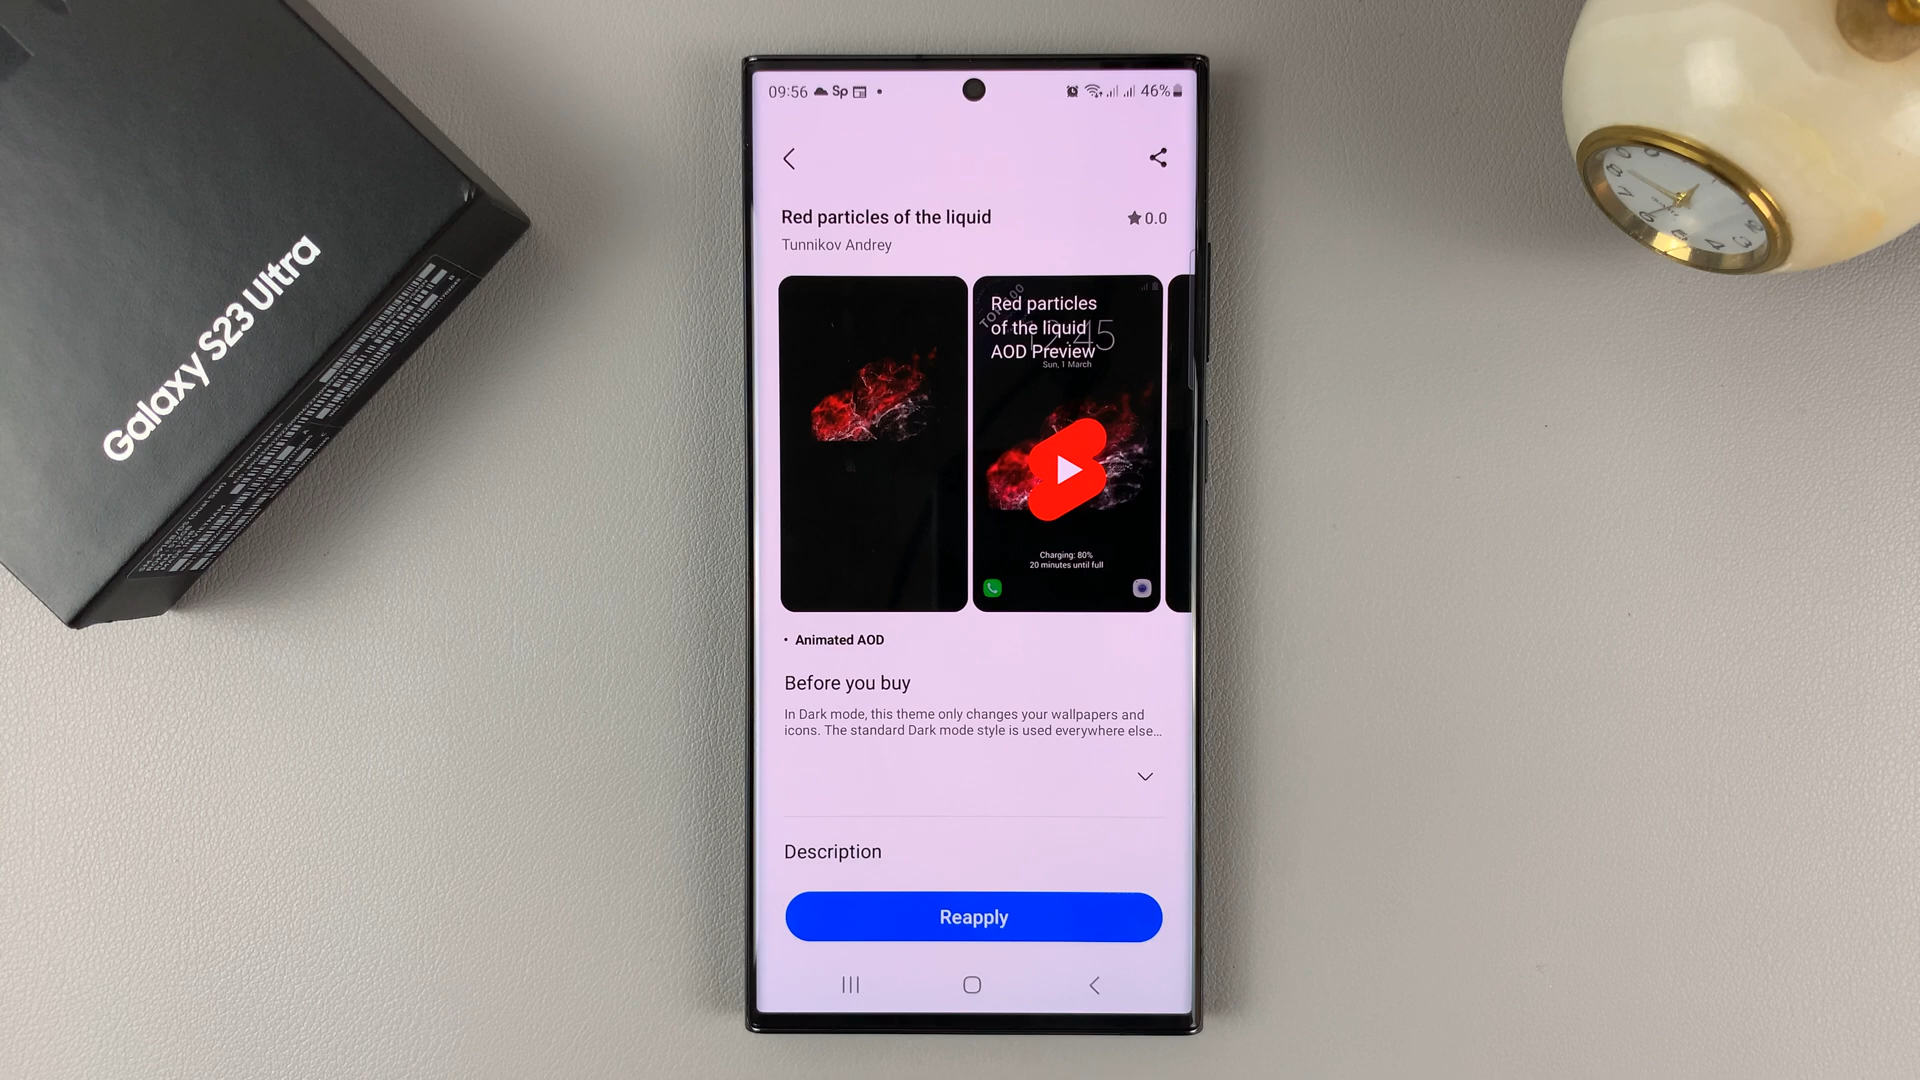 Galaxy S23 Ultra
09:56 Sp 46%
Red particles of the liquid
0.0
Tunnikov Andrey
Red particles
of the liquid
AOD Preview
12:45
Sun, 1 March
Charging: 80%
20 minutes until full
• Animated AOD
Before you buy
In Dark mode, this theme only changes your wallpapers and
icons. The standard Dark mode style is used everywhere else...
Description
Reapply